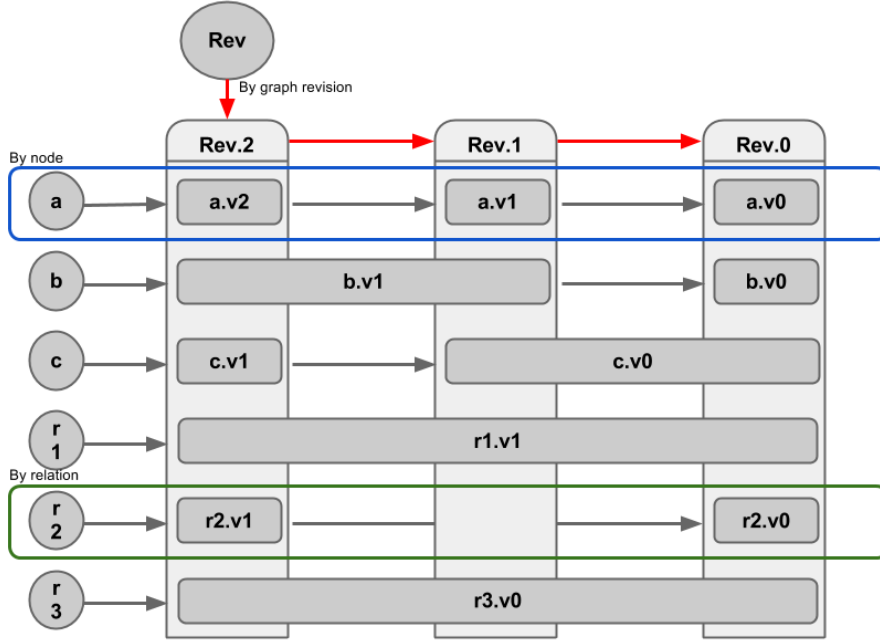 Rev
By graph revision
Rev.2
Rev.1
Rev.0
By node
a
a.v2
a.v1
a.v0
b
b.v1
b.v0
c
c.v1
c.v0
r
1
r1.v1
By relation
r
2
r2.v1
r2.v0
r
3
r3.v0